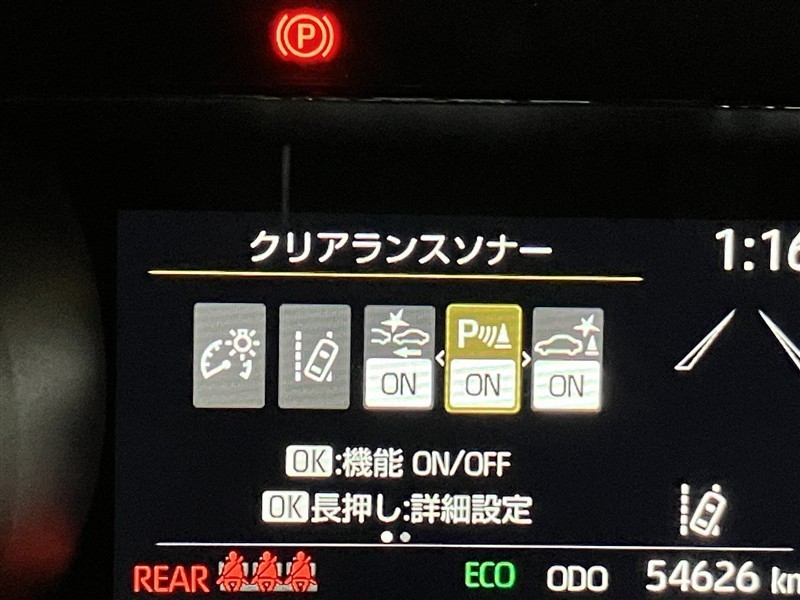 P
クリアランスソナー
1:16
P
ON ON ON
OK:機能 ON/OFF
OK長押し:詳細設定
REAR ECO ODO 54626 km